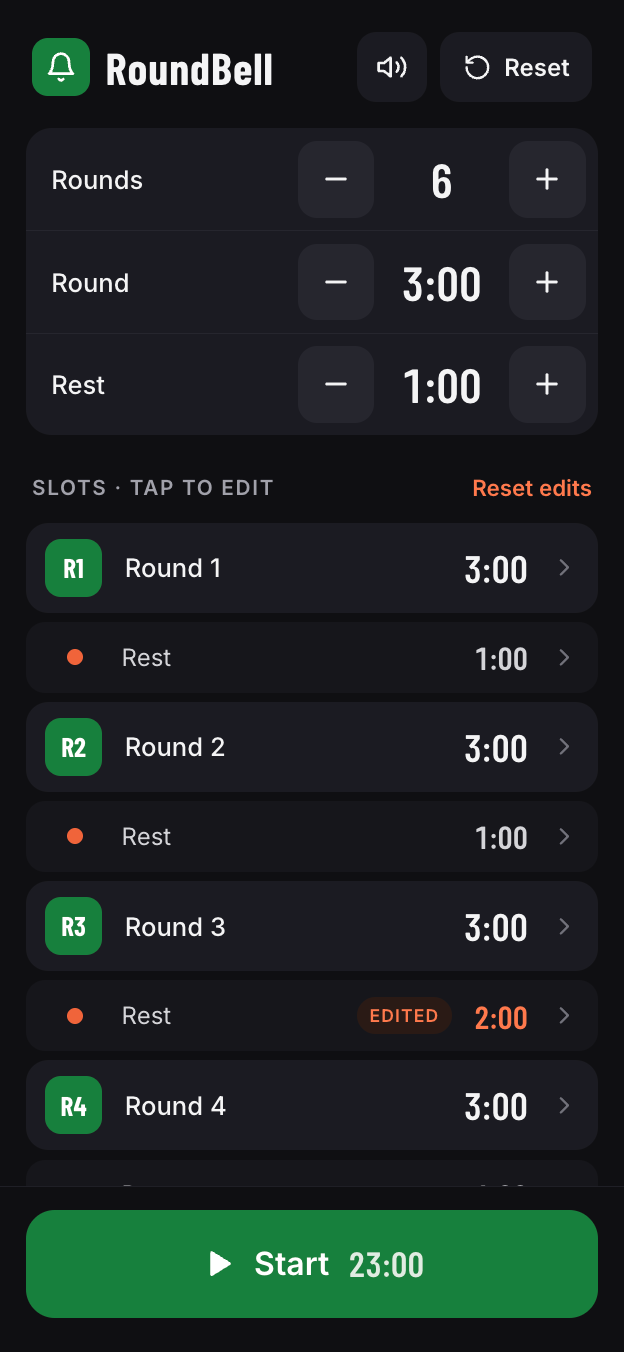 RoundBell
Reset
Rounds
6
Round
3:00
Rest
1:00
SLOTS · TAP TO EDIT
Reset edits
R1 Round 1 3:00
Rest 1:00
R2 Round 2 3:00
Rest 1:00
R3 Round 3 3:00
Rest EDITED 2:00
R4 Round 4 3:00
Start 23:00